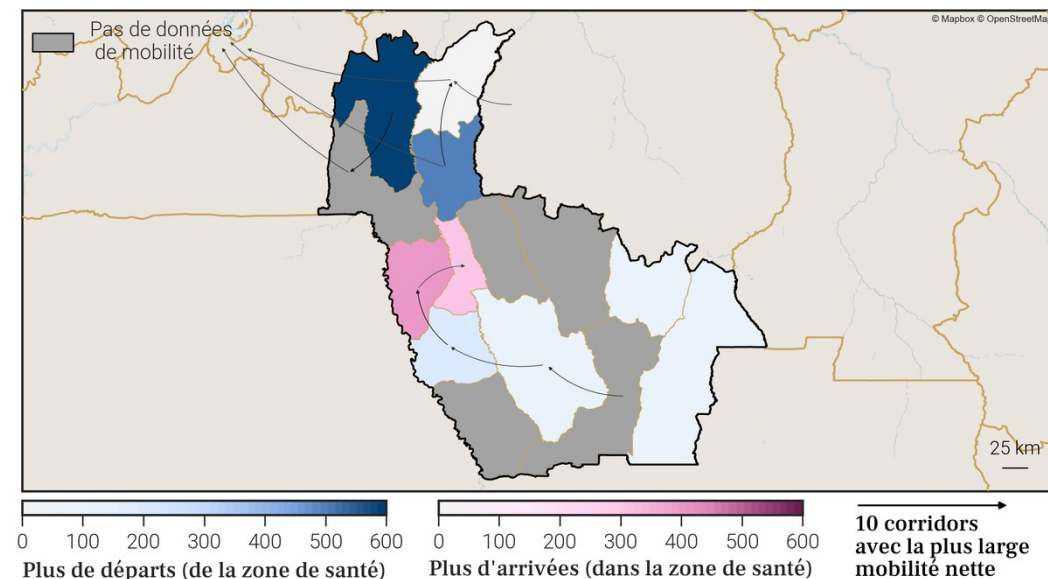 © Mapbox © OpenStreetMap
Pas de données
de mobilité
25 km
0 100 200 300 400 500 600
Plus de départs (de la zone de santé)
0 100 200 300 400 500 600
Plus d'arrivées (dans la zone de santé)
10 corridors
avec la plus large
mobilité nette